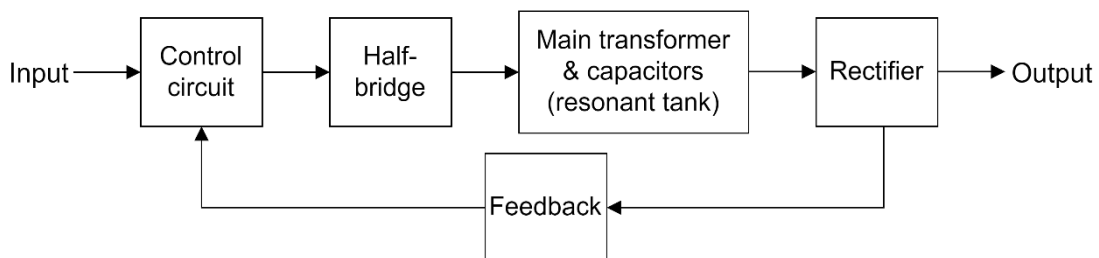 Input
Control
circuit
Half-
bridge
Main transformer
& capacitors
(resonant tank)
Rectifier
Output
Feedback